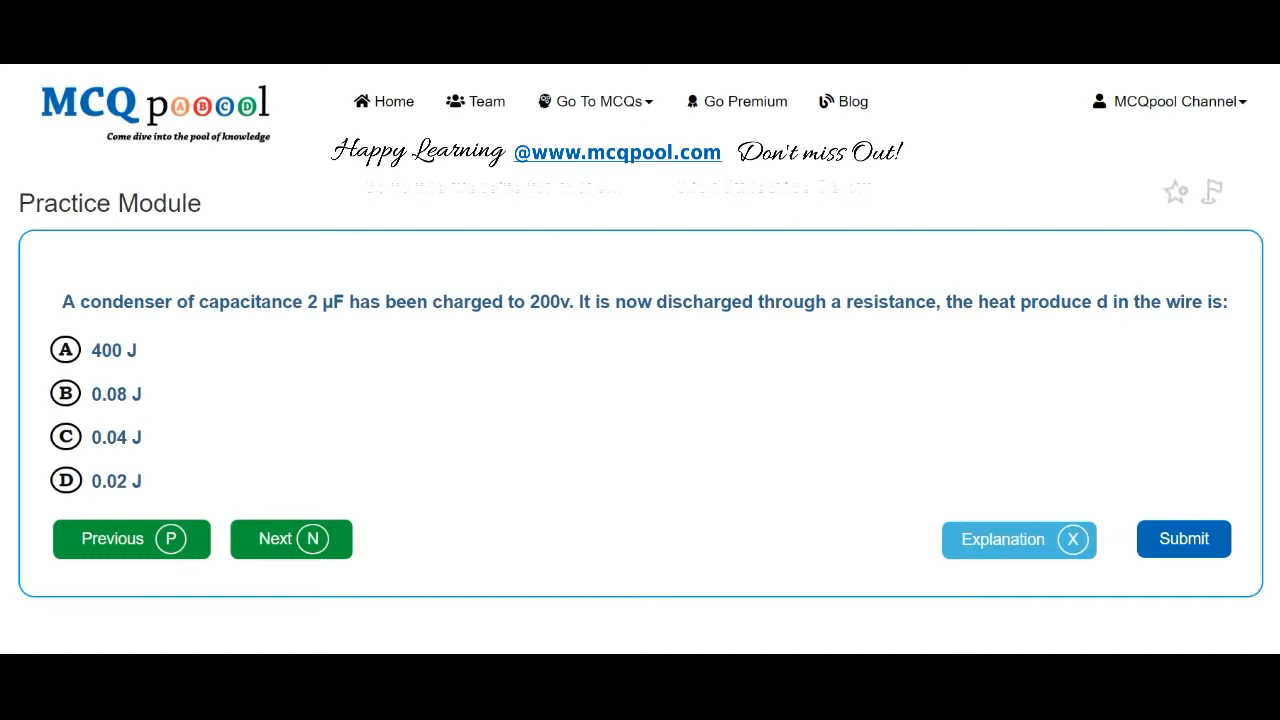 MCQ pABCDl
Come dive into the pool of knowledge
Home Team Go To MCQs Go Premium Blog MCQpool Channel
Happy Learning @www.mcqpool.com Don't miss Out!
Practice Module
A condenser of capacitance 2 µF has been charged to 200v. It is now discharged through a resistance, the heat produce d in the wire is:
A 400 J
B 0.08 J
C 0.04 J
D 0.02 J
Previous P Next N Explanation X Submit